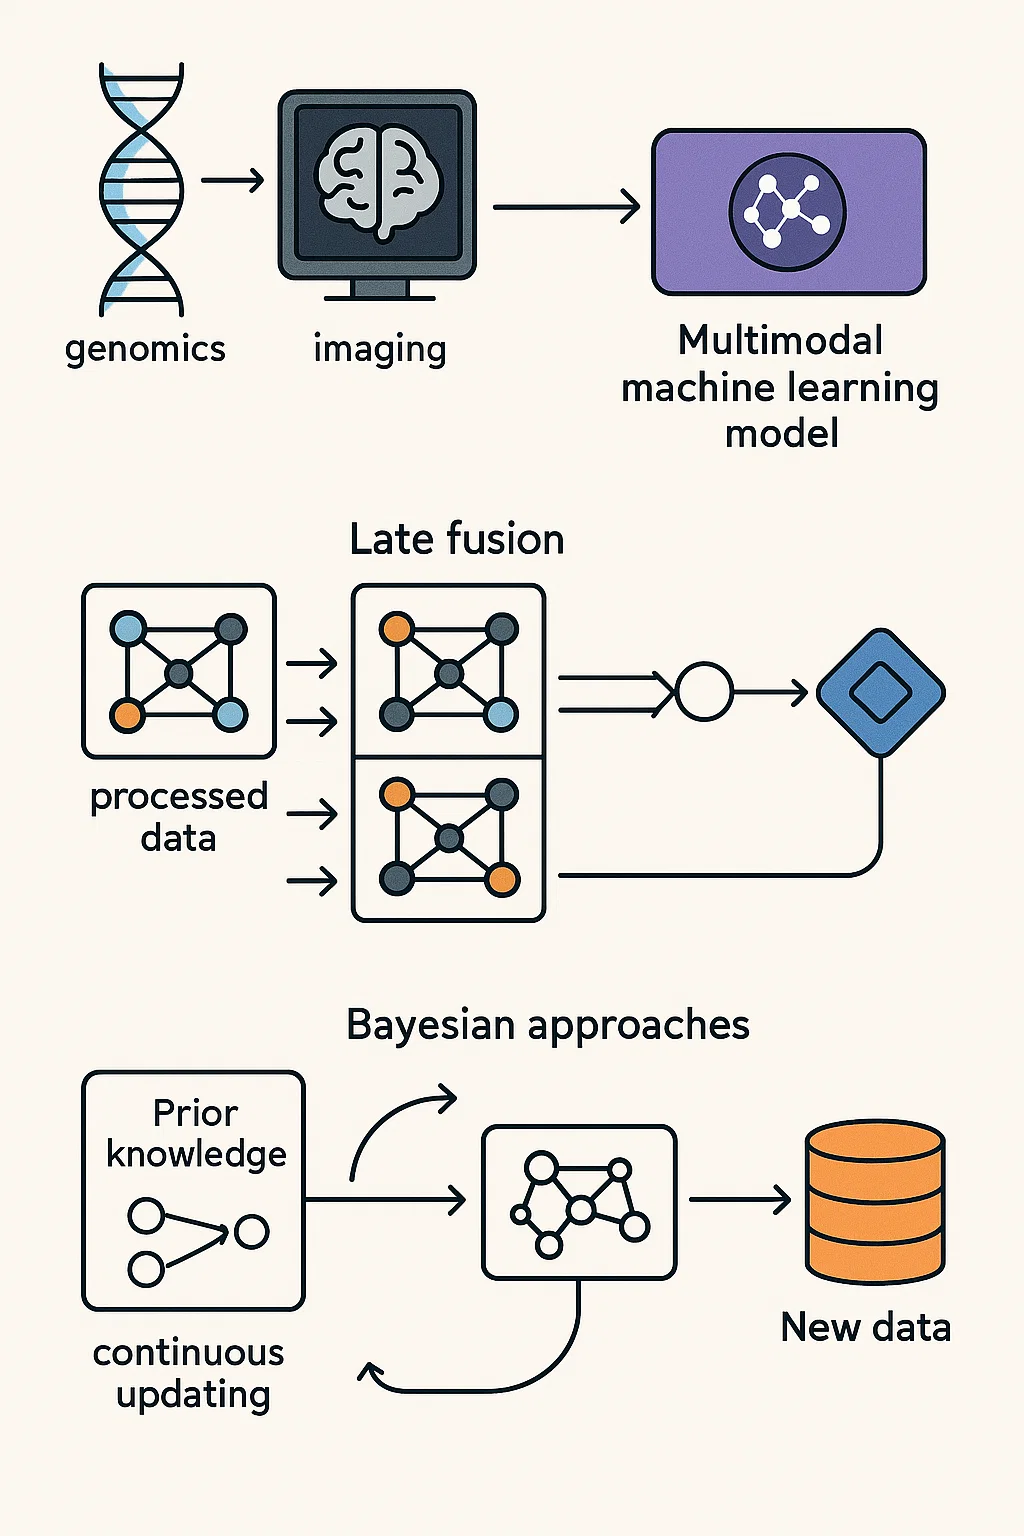 genomics
imaging
Multimodal
machine learning
model
Late fusion
processed
data
Bayesian approaches
Prior
knowledge
continuous
updating
New data